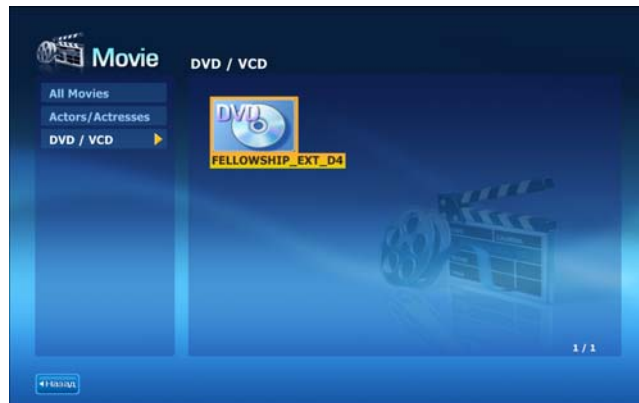 Movie
DVD / VCD
All Movies
Actors/Actresses
DVD / VCD
DVD
FELLOWSHIP_EXT_D4
1 / 1
Назад